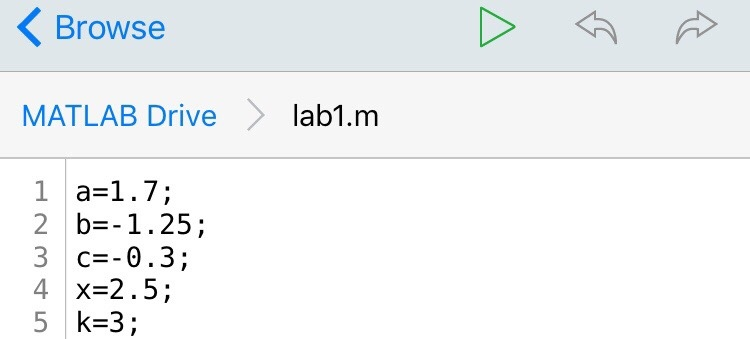 Browse
MATLAB Drive lab1.m
1 a=1.7;
2 b=-1.25;
3 c=-0.3;
4 x=2.5;
5 k=3;